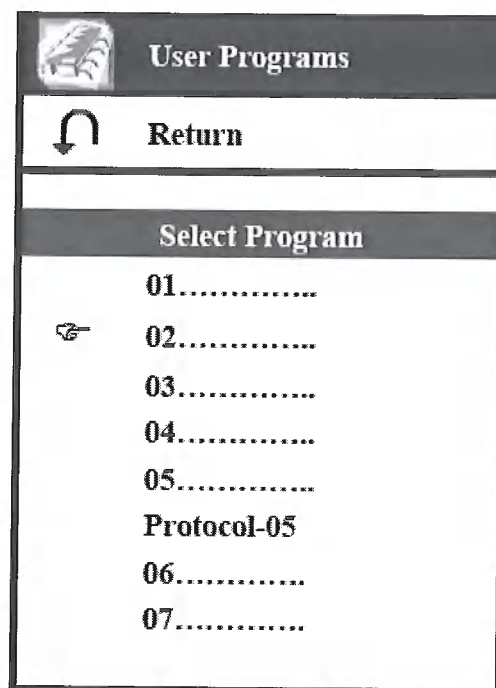 User Programs
Return
Select Program
01..............
02..............
03..............
04..............
05..............
Protocol-05
06.............
07.............